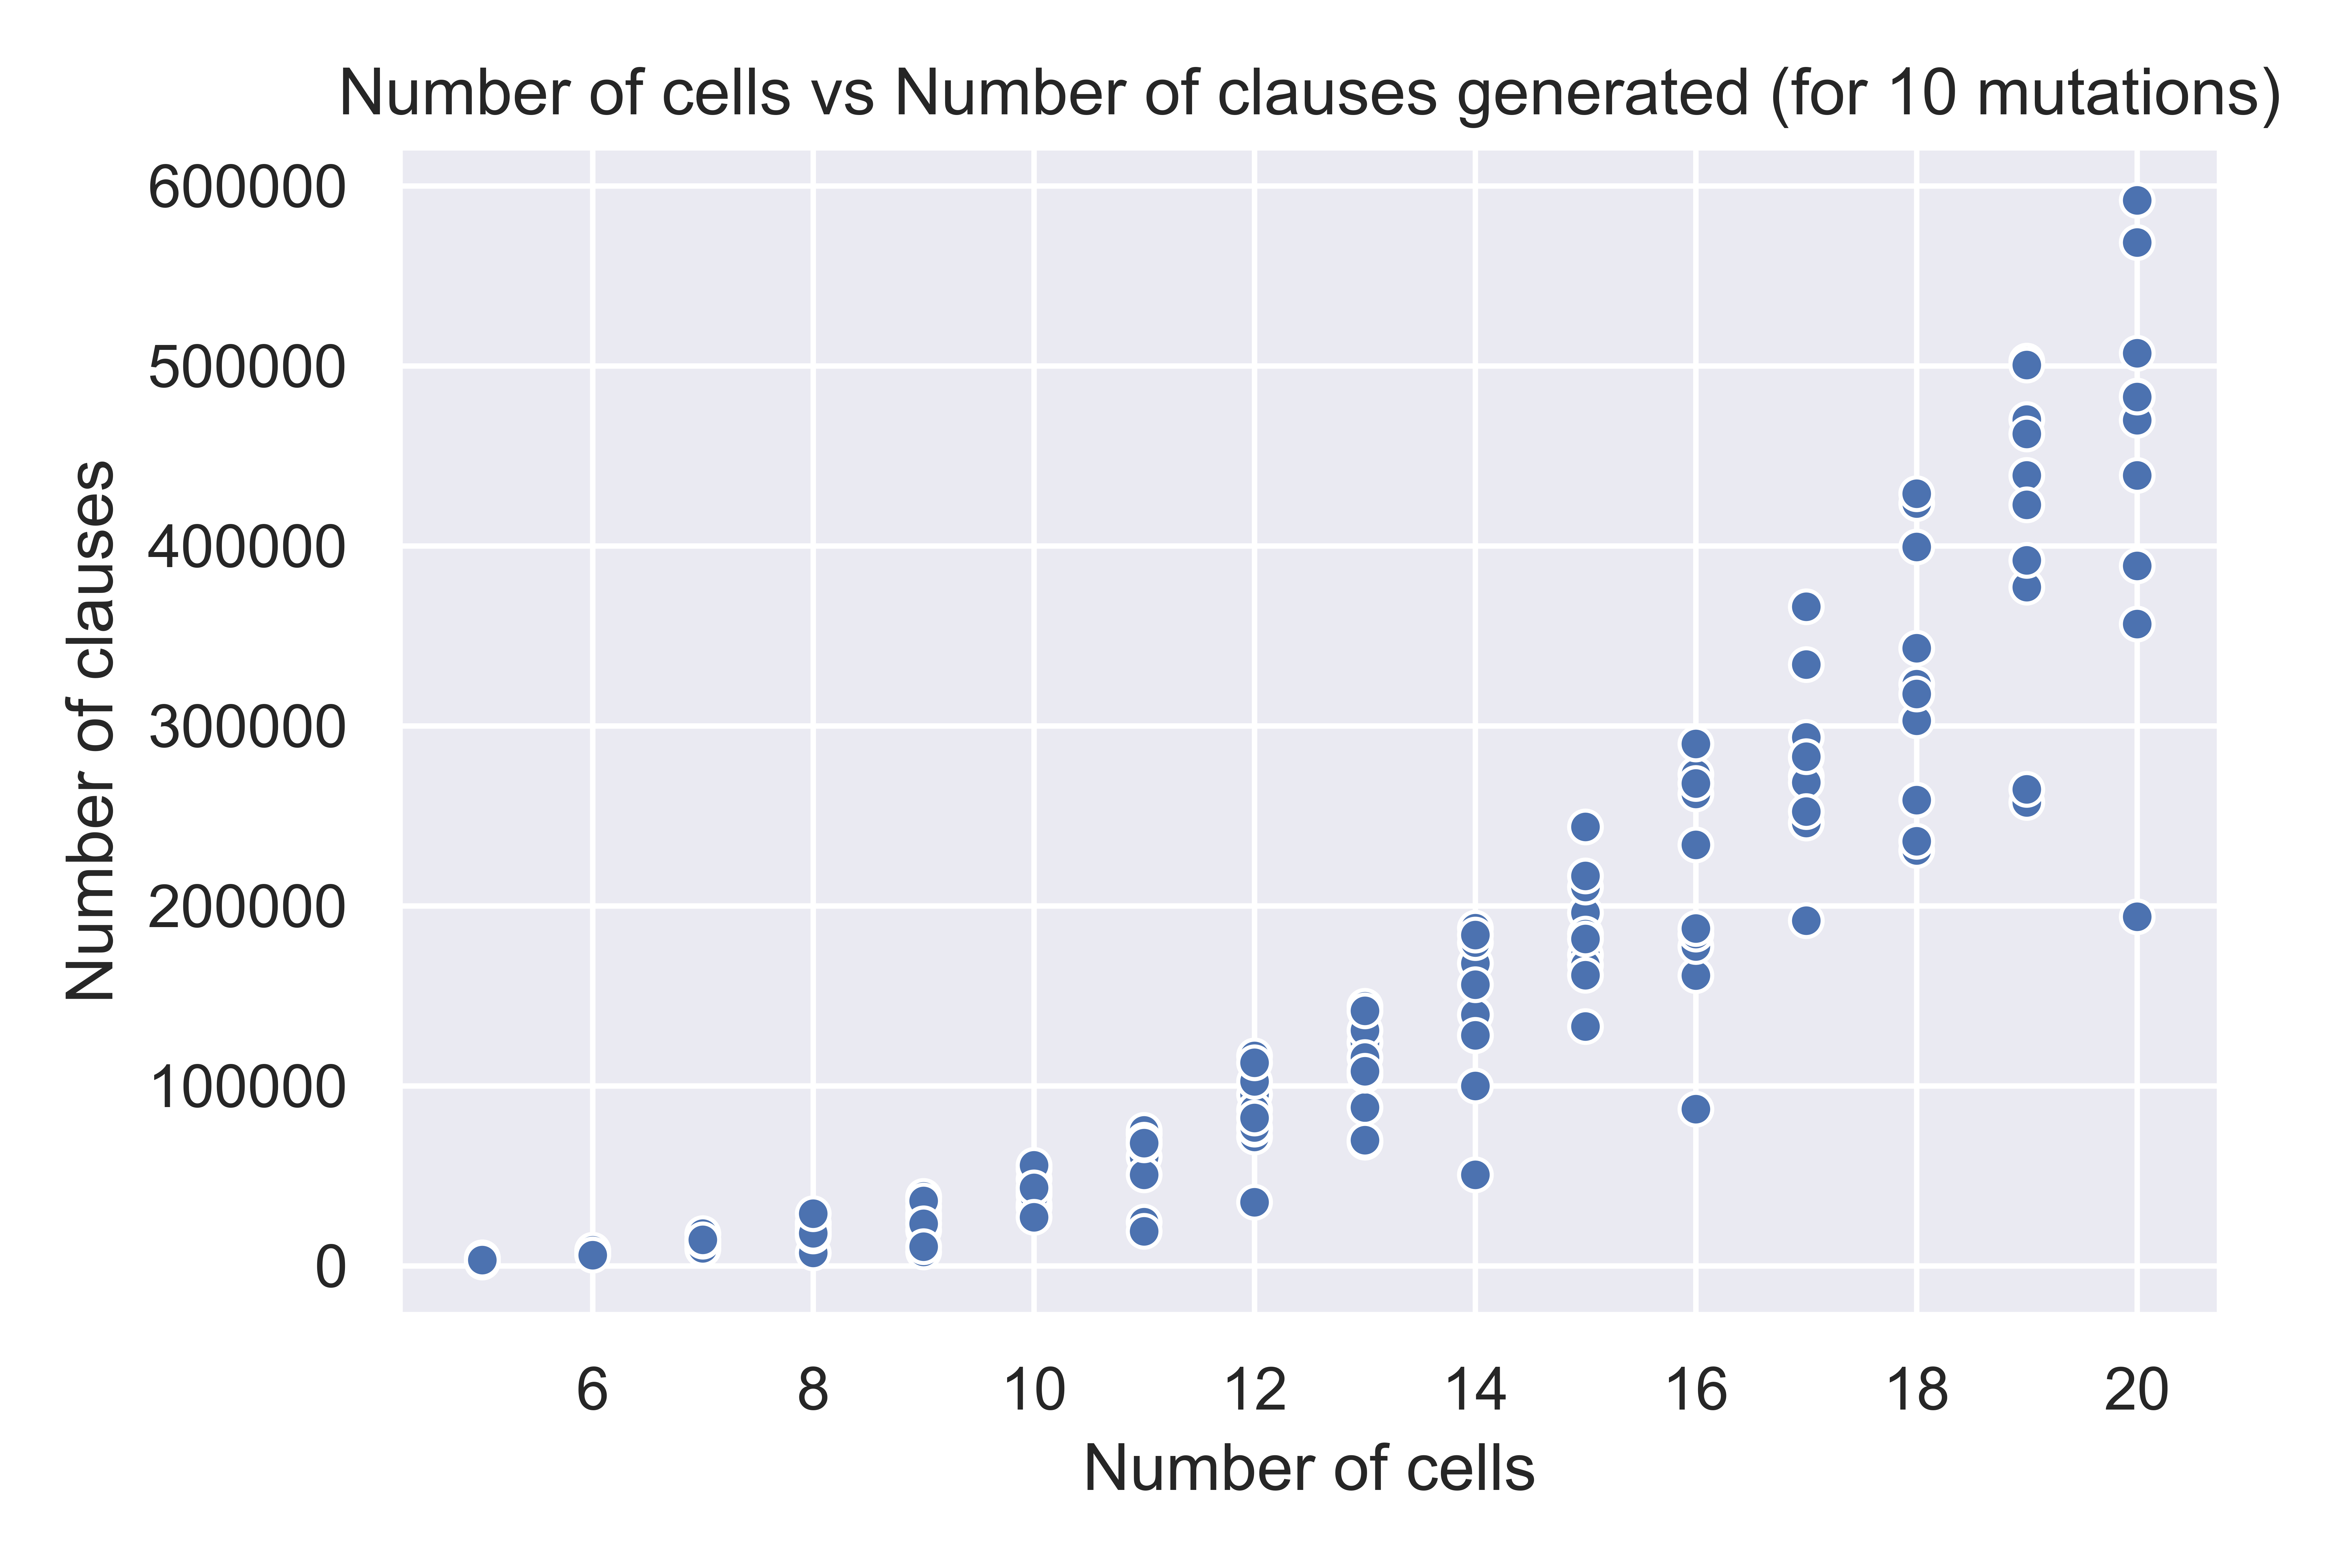 Number of cells vs Number of clauses generated (for 10 mutations)
600000
500000
400000
300000
200000
100000
0
Number of clauses
6 8 10 12 14 16 18 20
Number of cells